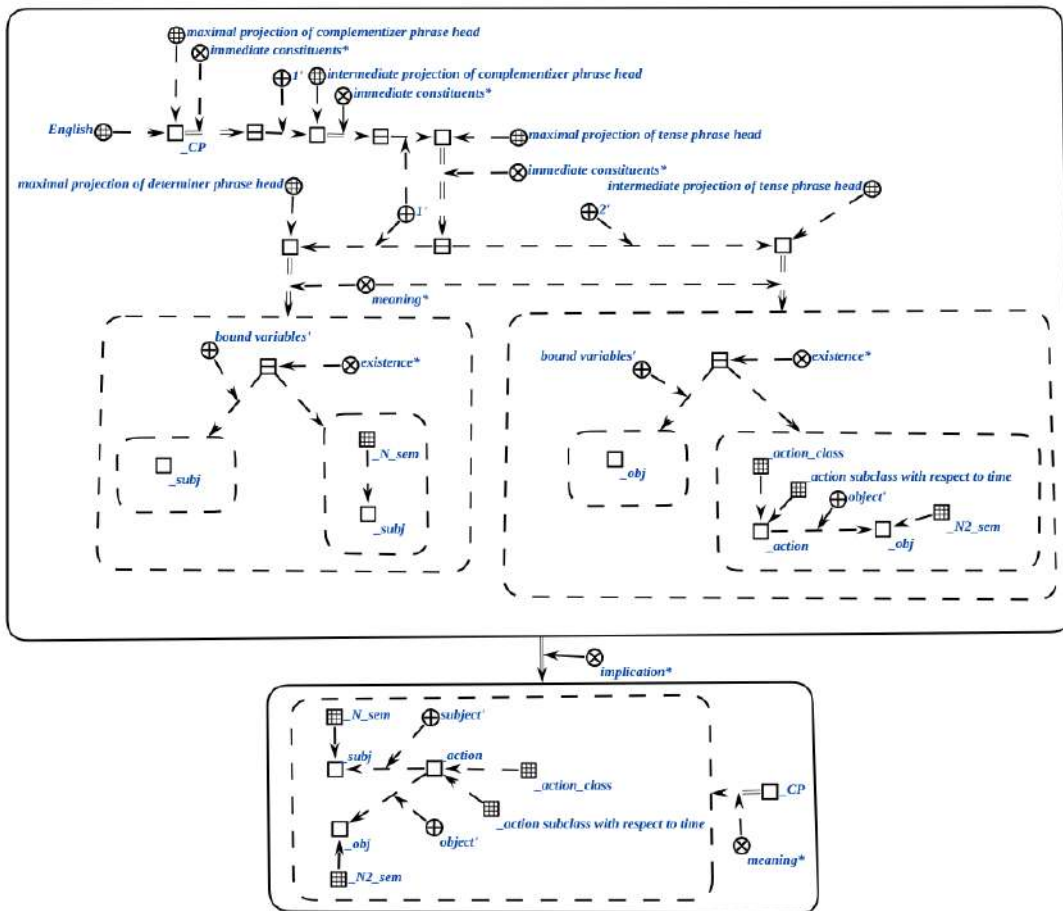 maximal projection of complementizer phrase head
immediate constituents*
1'
intermediate projection of complementizer phrase head
immediate constituents*
English
_CP
maximal projection of tense phrase head
immediate constituents*
maximal projection of determiner phrase head
intermediate projection of tense phrase head
1'
2'
meaning*
bound variables'
existence*
_subj
_N_sem
_subj
bound variables'
existence*
_obj
_action_class
_action subclass with respect to time
object'
_action
_obj
_N2_sem
implication*
_N_sem
subject'
_subj
_action
_action_class
_CP
_action subclass with respect to time
_obj
object'
meaning*
_N2_sem